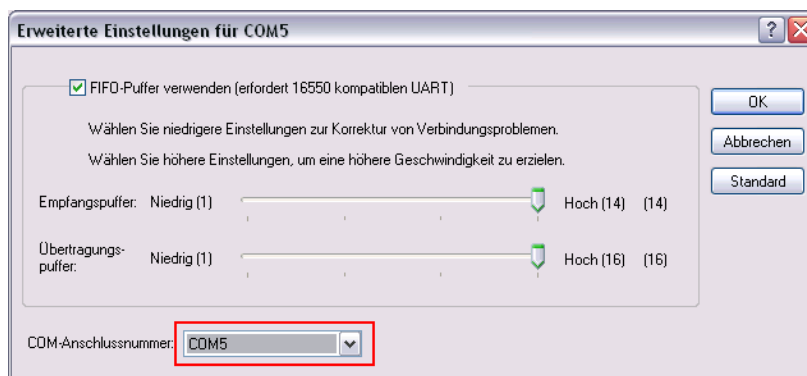 Erweiterte Einstellungen für COM5
FIFO-Puffer verwenden (erfordert 16550 kompatiblen UART)
OK
Wählen Sie niedrigere Einstellungen zur Korrektur von Verbindungsproblemen.
Abbrechen
Wählen Sie höhere Einstellungen, um eine höhere Geschwindigkeit zu erzielen.
Standard
Empfangspuffer: Niedrig (1) Hoch (14) (14)
Übertragungs-
puffer: Niedrig (1) Hoch (16) (16)
COM-Anschlussnummer: COM5